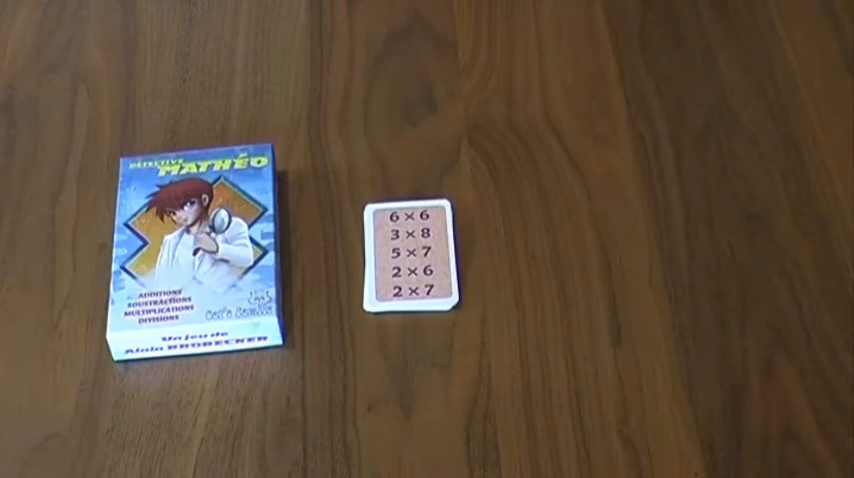 DÉTECTIVE
MATHÉO
ADDITIONS
SOUSTRACTIONS
MULTIPLICATIONS
DIVISIONS
Un jeu de
Alain BROBECKER
6 × 6
3 × 8
5 × 7
2 × 6
2 × 7